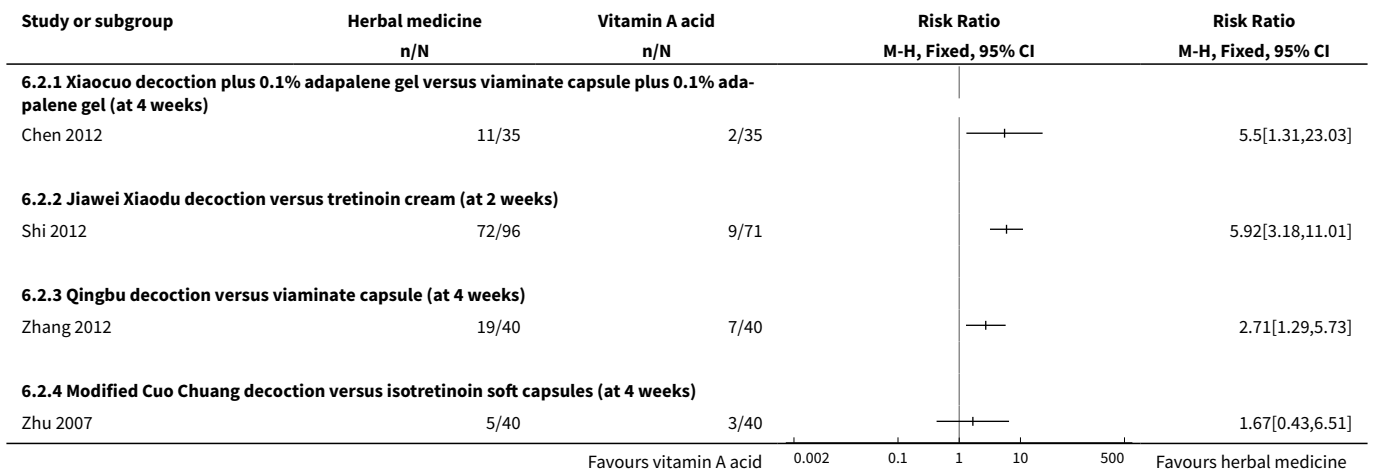 Study or subgroup Herbal medicine Vitamin A acid Risk Ratio Risk Ratio
n/N n/N M-H, Fixed, 95% CI M-H, Fixed, 95% CI
6.2.1 Xiaocuo decoction plus 0.1% adapalene gel versus viaminate capsule plus 0.1% ada-
palene gel (at 4 weeks)
Chen 2012 11/35 2/35 5.5[1.31,23.03]
6.2.2 Jiawei Xiaodu decoction versus tretinoin cream (at 2 weeks)
Shi 2012 72/96 9/71 5.92[3.18,11.01]
6.2.3 Qingbu decoction versus viaminate capsule (at 4 weeks)
Zhang 2012 19/40 7/40 2.71[1.29,5.73]
6.2.4 Modified Cuo Chuang decoction versus isotretinoin soft capsules (at 4 weeks)
Zhu 2007 5/40 3/40 1.67[0.43,6.51]
Favours vitamin A acid 0.002 0.1 1 10 500 Favours herbal medicine